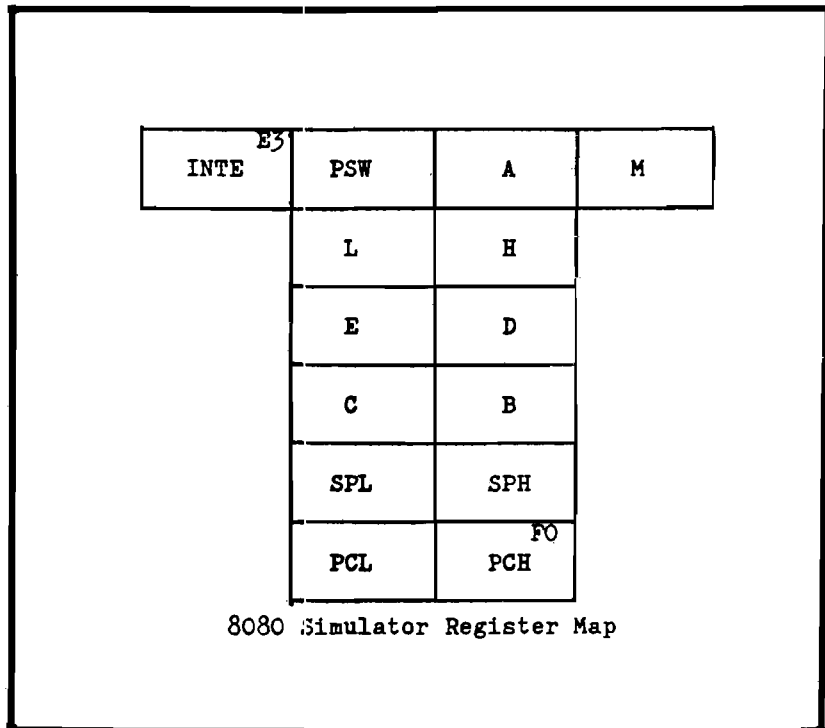 E3
INTE PSW A M
L H
E D
C B
SPL SPH
F0
PCL PCH
8080 Simulator Register Map